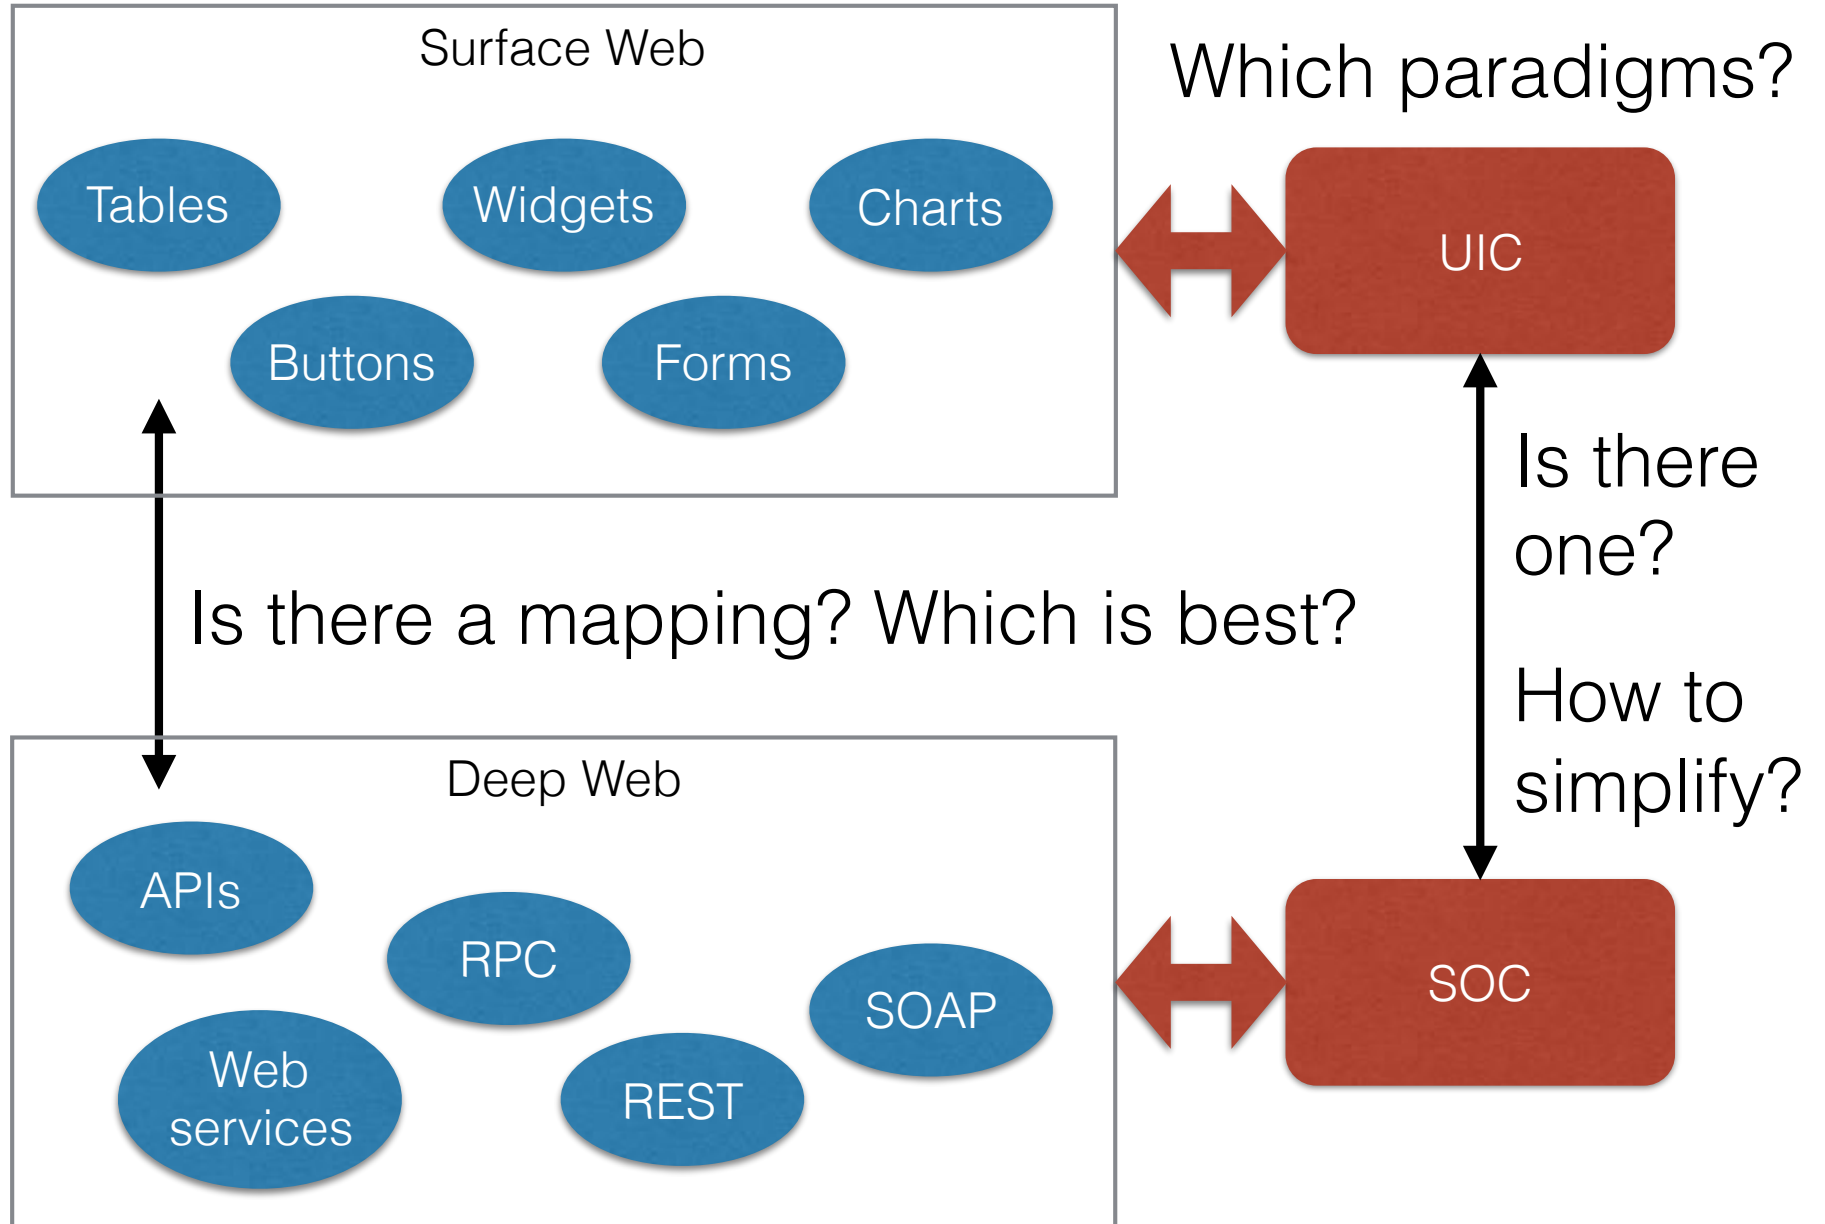 Surface Web
Which paradigms?
Tables
Widgets
Charts
UIC
Buttons
Forms
Is there
one?
Is there a mapping? Which is best?
How to
simplify?
Deep Web
APIs
RPC
SOAP
SOC
Web
services
REST